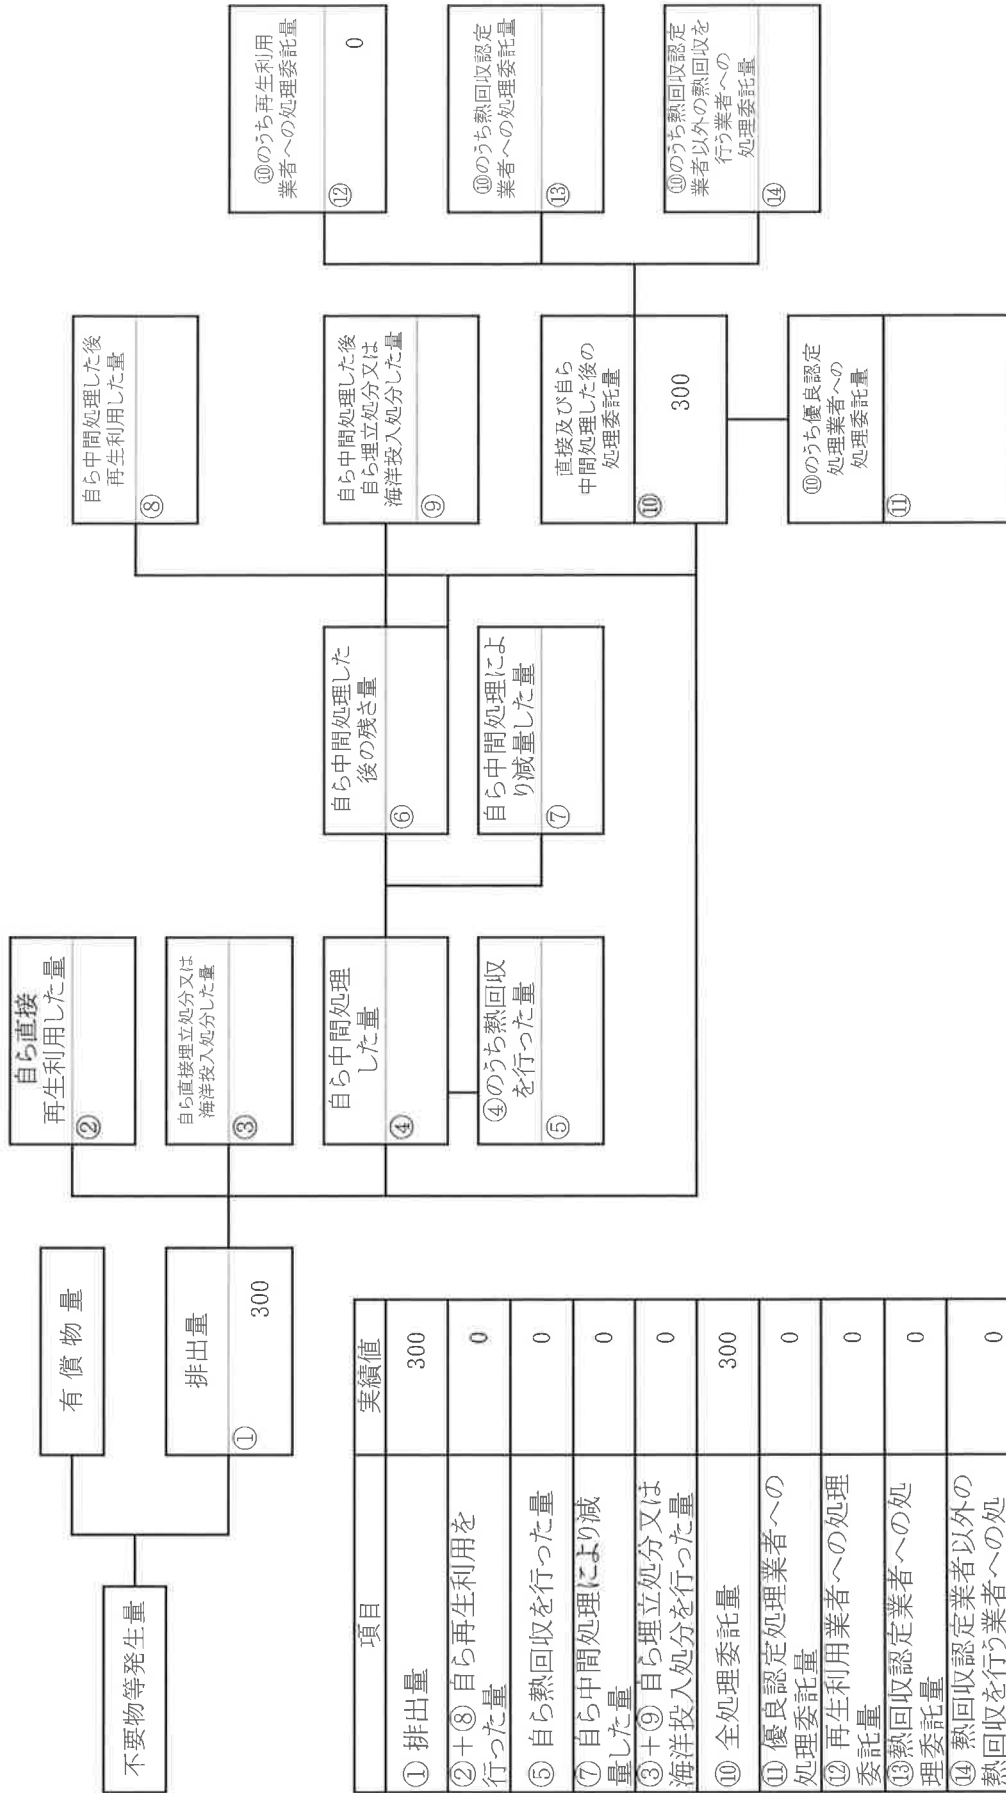 不要物等発生量
有 償 物 量
排出量
①
300
自ら直接
再生利用した量
②
自ら直接埋立処分又は
海洋投入処分した量
③
自ら中間処理
した量
④
④のうち熱回収
を行った量
⑤
自ら中間処理した
後の残さ量
⑥
自ら中間処理によ
り減量した量
⑦
自ら中間処理した後
再生利用した量
⑧
自ら中間処理した後
自ら埋立処分又は
海洋投入処分した量
⑨
直接及び自ら
中間処理した後の
処理委託量
⑩
300
⑩のうち優良認定
処理業者への
処理委託量
⑪
⑩のうち再生利用
業者への処理委託量
⑫
0
⑩のうち熱回収認定
業者への処理委託量
⑬
⑩のうち熱回収認定
業者以外の熱回収を
行う業者への
処理委託量
⑭
項目 実績値
① 排出量 300
②＋⑧ 自ら再生利用を
行った量 0
⑤ 自ら熱回収を行った量 0
⑦ 自ら中間処理により減
量した量 0
③＋⑨ 自ら埋立処分又は
海洋投入処分を行った量 0
⑩ 全処理委託量 300
⑪ 優良認定処理業者への
処理委託量 0
⑫ 再生利用業者への処理
委託量 0
⑬熱回収認定業者への処
理委託量 0
⑭ 熱回収認定業者以外の
熱回収を行う業者への処 0